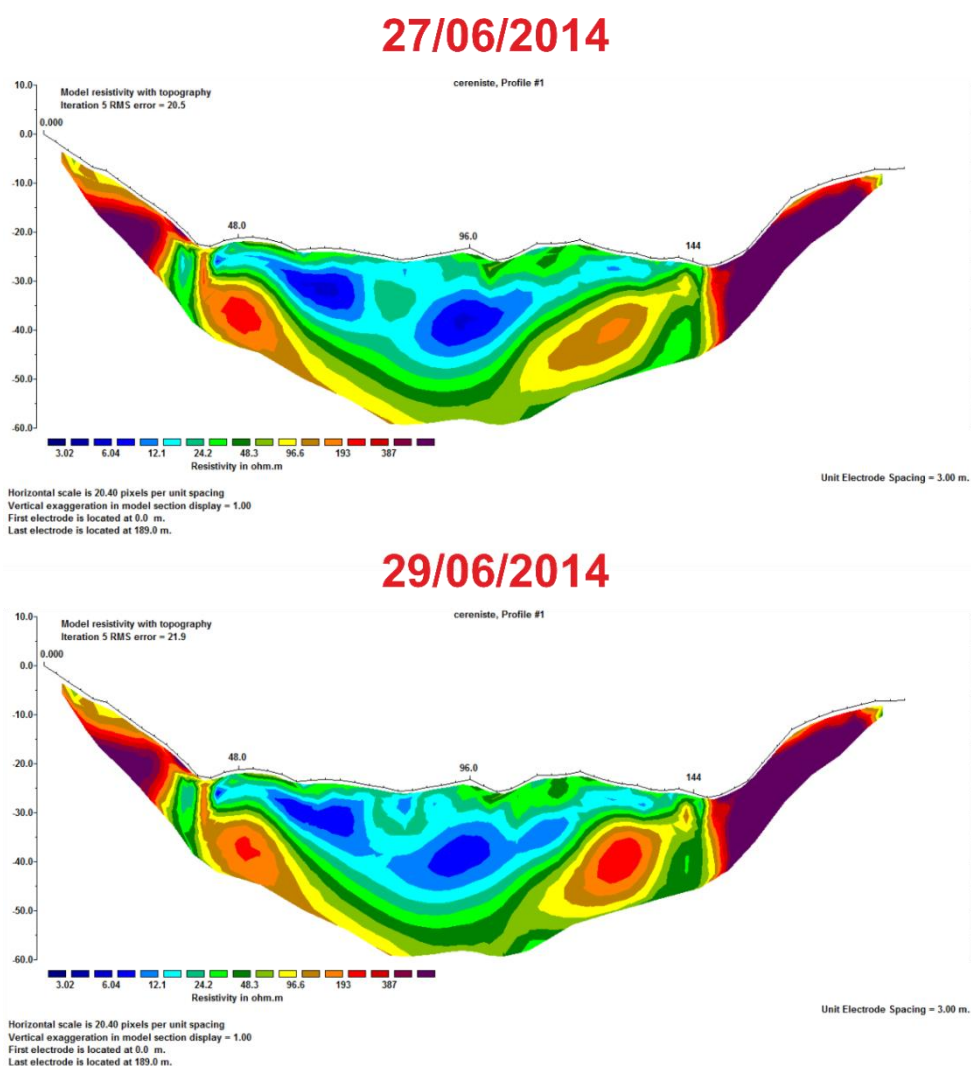 27/06/2014
cereniste, Profile #1
10.0
Model resistivity with topography
Iteration 5 RMS error = 20.5
0.000
0.0
-10.0
-20.0
48.0
96.0
144
-30.0
-40.0
-50.0
-60.0
3.02 6.04 12.1 24.2 48.3 96.6 193 387
Resistivity in ohm.m
Unit Electrode Spacing = 3.00 m.
Horizontal scale is 20.40 pixels per unit spacing
Vertical exaggeration in model section display = 1.00
First electrode is located at 0.0 m.
Last electrode is located at 189.0 m.
29/06/2014
cereniste, Profile #1
10.0
Model resistivity with topography
Iteration 5 RMS error = 21.9
0.000
0.0
-10.0
-20.0
48.0
96.0
144
-30.0
-40.0
-50.0
-60.0
3.02 6.04 12.1 24.2 48.3 96.6 193 387
Resistivity in ohm.m
Unit Electrode Spacing = 3.00 m.
Horizontal scale is 20.40 pixels per unit spacing
Vertical exaggeration in model section display = 1.00
First electrode is located at 0.0 m.
Last electrode is located at 189.0 m.